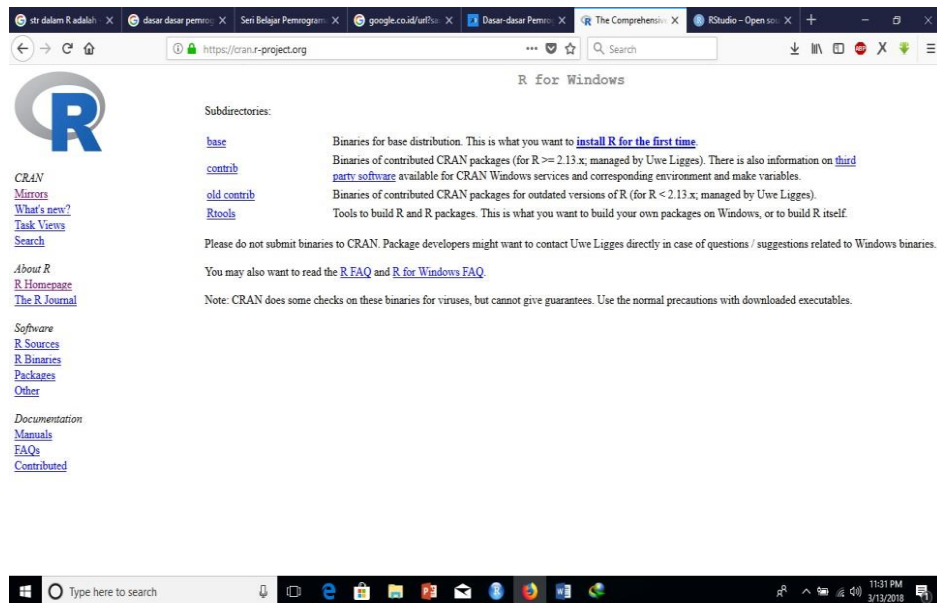 str dalam R adalah
dasar dasar pemrog
Seri Belajar Pemrogram
google.co.id/url?sa
Dasar-dasar Pemro
The Comprehensive
RStudio – Open sou
https://cran.r-project.org
Search
R for Windows
R
Subdirectories:
base Binaries for base distribution. This is what you want to install R for the first time.
contrib Binaries of contributed CRAN packages (for R >= 2.13.x; managed by Uwe Ligges). There is also information on third
party software available for CRAN Windows services and corresponding environment and make variables.
old contrib Binaries of contributed CRAN packages for outdated versions of R (for R < 2.13.x; managed by Uwe Ligges).
Rtools Tools to build R and R packages. This is what you want to build your own packages on Windows, or to build R itself.
Please do not submit binaries to CRAN. Package developers might want to contact Uwe Ligges directly in case of questions / suggestions related to Windows binaries.
You may also want to read the R FAQ and R for Windows FAQ.
Note: CRAN does some checks on these binaries for viruses, but cannot give guarantees. Use the normal precautions with downloaded executables.
CRAN
Mirrors
What's new?
Task Views
Search
About R
R Homepage
The R Journal
Software
R Sources
R Binaries
Packages
Other
Documentation
Manuals
FAQs
Contributed
Type here to search
11:31 PM
3/13/2018